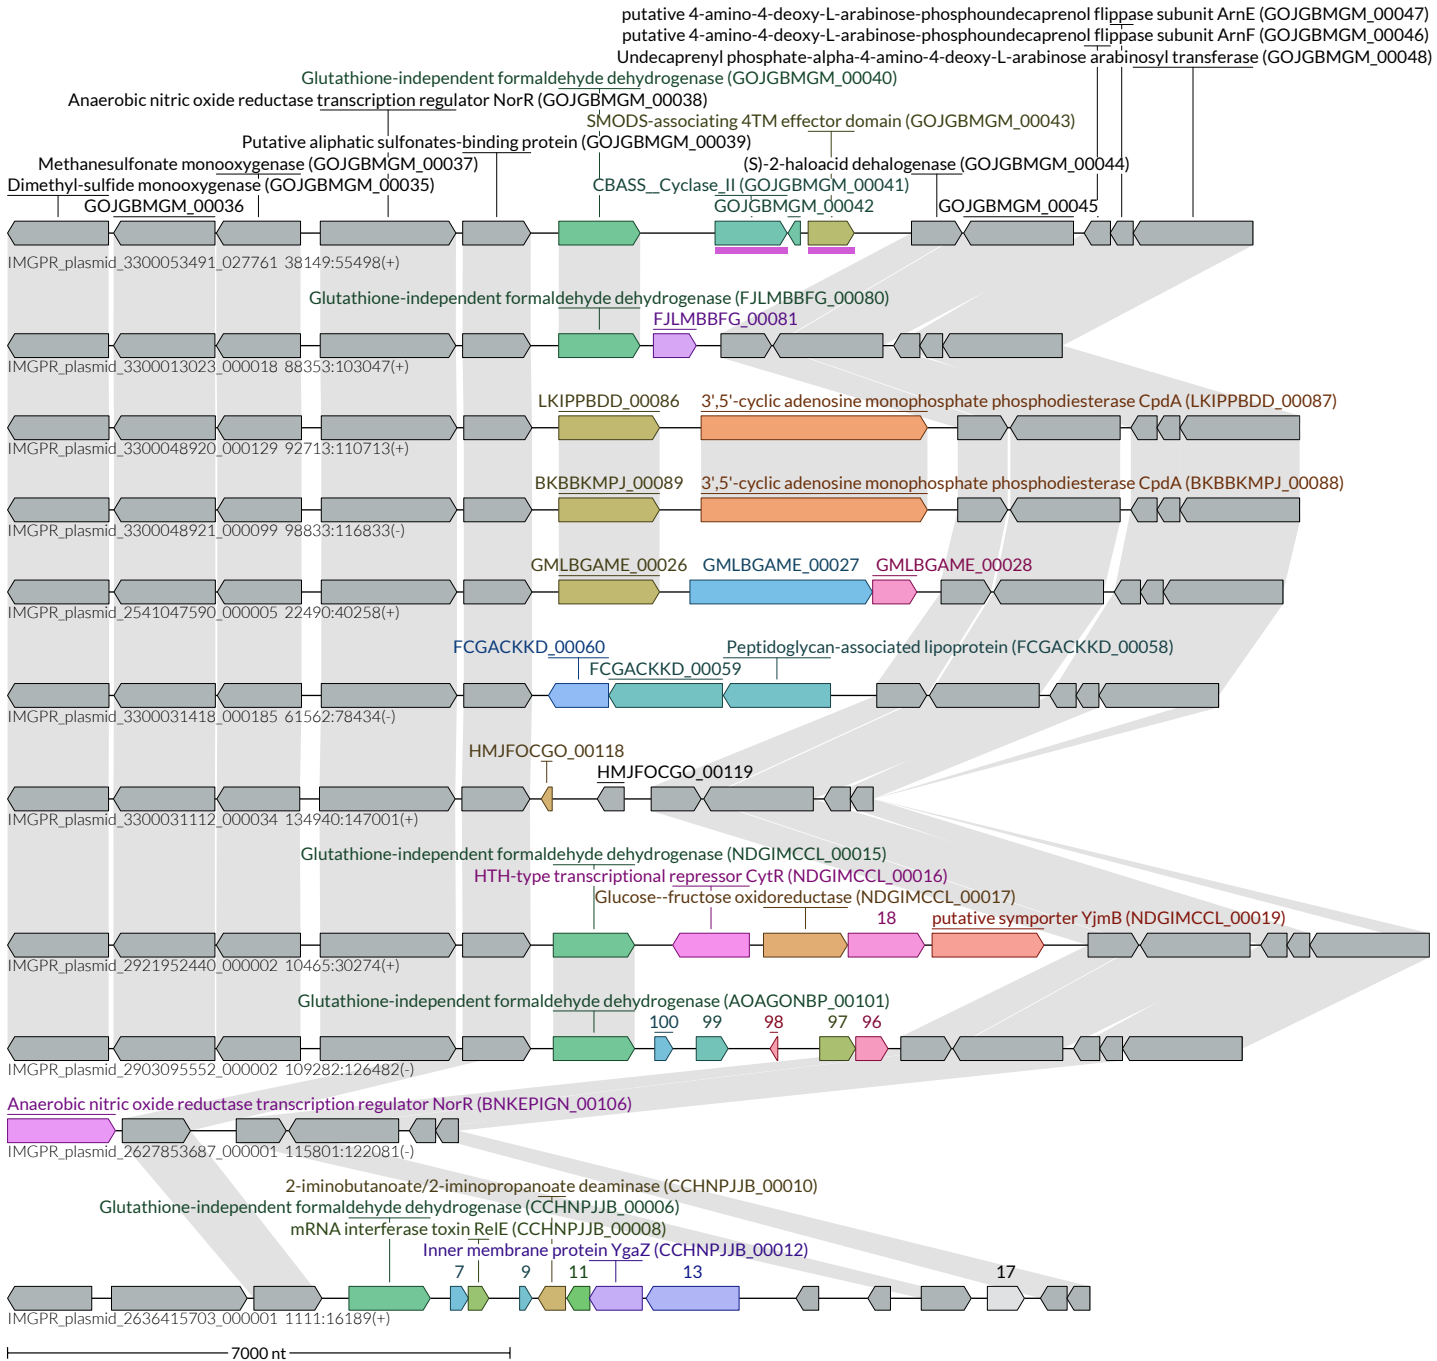 putative 4-amino-4-deoxy-L-arabinose-phosphoundecaprenol flippase subunit ArnE (GOJGBMGM_00047)
putative 4-amino-4-deoxy-L-arabinose-phosphoundecaprenol flippase subunit ArnF (GOJGBMGM_00046)
Undecaprenyl phosphate-alpha-4-amino-4-deoxy-L-arabinose arabinosyl transferase (GOJGBMGM_00048)
Glutathione-independent formaldehyde dehydrogenase (GOJGBMGM_00040)
Anaerobic nitric oxide reductase transcription regulator NorR (GOJGBMGM_00038)
SMODS-associating 4TM effector domain (GOJGBMGM_00043)
Putative aliphatic sulfonates-binding protein (GOJGBMGM_00039)
Methanesulfonate monooxygenase (GOJGBMGM_00037)
(S)-2-haloacid dehalogenase (GOJGBMGM_00044)
Dimethyl-sulfide monooxygenase (GOJGBMGM_00035)
CBASS__Cyclase_II (GOJGBMGM_00041)
GOJGBMGM_00036
GOJGBMGM_00042
GOJGBMGM_00045
IMGPR_plasmid_3300053491_027761 38149:55498(+)
Glutathione-independent formaldehyde dehydrogenase (FJLMBBFG_00080)
FJLMBBFG_00081
IMGPR_plasmid_3300013023_000018 88353:103047(+)
LKIPPBDD_00086
3',5'-cyclic adenosine monophosphate phosphodiesterase CpdA (LKIPPBDD_00087)
IMGPR_plasmid_3300048920_000129 92713:110713(+)
BKBBKMPJ_00089
3',5'-cyclic adenosine monophosphate phosphodiesterase CpdA (BKBBKMPJ_00088)
IMGPR_plasmid_3300048921_000099 98833:116833(-)
GMLBGAME_00026
GMLBGAME_00027
GMLBGAME_00028
IMGPR_plasmid_2541047590_000005 22490:40258(+)
FCGACKKD_00060
Peptidoglycan-associated lipoprotein (FCGACKKD_00058)
FCGACKKD_00059
IMGPR_plasmid_3300031418_000185 61562:78434(-)
HMJFOCGO_00118
HMJFOCGO_00119
IMGPR_plasmid_3300031112_000034 134940:147001(+)
Glutathione-independent formaldehyde dehydrogenase (NDGIMCCL_00015)
HTH-type transcriptional repressor CytR (NDGIMCCL_00016)
Glucose--fructose oxidoreductase (NDGIMCCL_00017)
18
putative symporter YjmB (NDGIMCCL_00019)
IMGPR_plasmid_2921952440_000002 10465:30274(+)
Glutathione-independent formaldehyde dehydrogenase (AOAGONBP_00101)
100
99
98
97
96
IMGPR_plasmid_2903095552_000002 109282:126482(-)
Anaerobic nitric oxide reductase transcription regulator NorR (BNKEPIGN_00106)
IMGPR_plasmid_2627853687_000001 115801:122081(-)
2-iminobutanoate/2-iminopropanoate deaminase (CCHNPJJB_00010)
Glutathione-independent formaldehyde dehydrogenase (CCHNPJJB_00006)
mRNA interferase toxin RelE (CCHNPJJB_00008)
Inner membrane protein YgaZ (CCHNPJJB_00012)
7
9
11
13
17
IMGPR_plasmid_2636415703_000001 1111:16189(+)
7000 nt